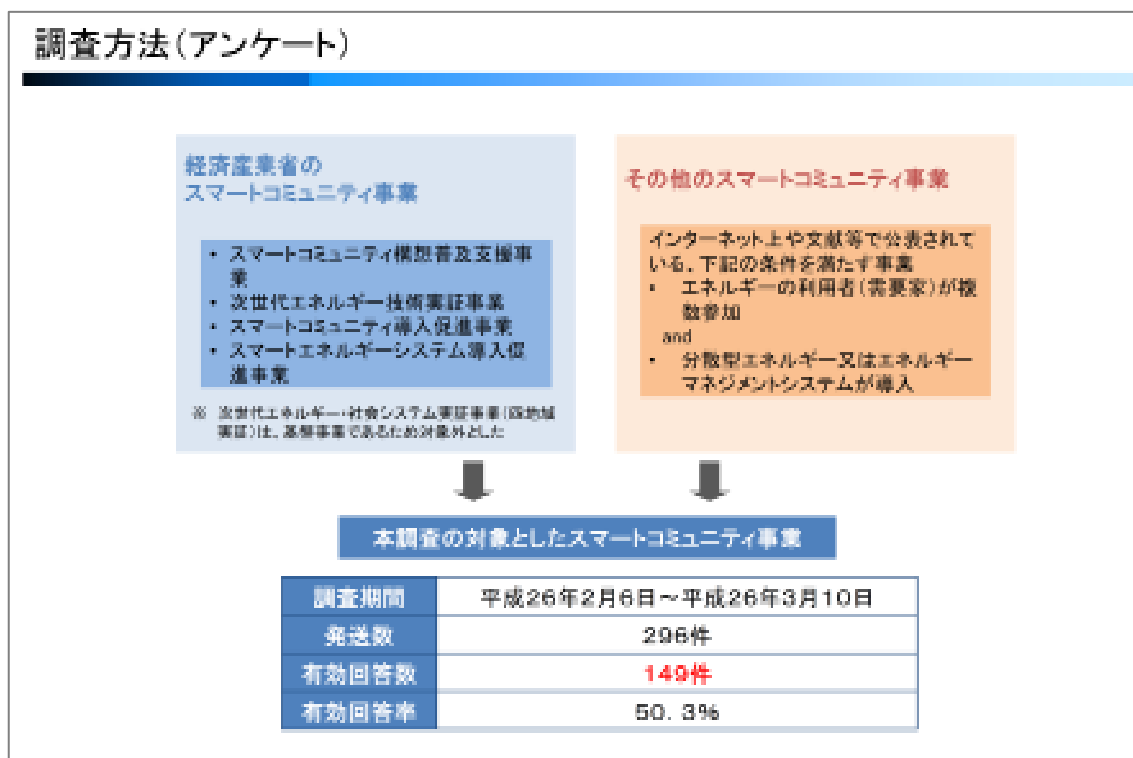 調査方法(アンケート)
経済産業省の
スマートコミュニティ事業
・ スマートコミュニティ構想普及支援事
業
・ 次世代エネルギー技術実証事業
・ スマートコミュニティ導入促進事業
・ スマートエネルギーシステム導入促
進事業
※ 次世代エネルギー・社会システム実証事業(四地域
実証)は、基盤事業であるため対象外とした
その他のスマートコミュニティ事業
インターネット上や文献等で公表されて
いる、下記の条件を満たす事業
・ エネルギーの利用者(需要家)が複
数参加
and
・ 分散型エネルギー又はエネルギー
マネジメントシステムが導入
本調査の対象としたスマートコミュニティ事業
調査期間 平成26年2月6日~平成26年3月10日
発送数 296件
有効回答数 149件
有効回答率 50.3%